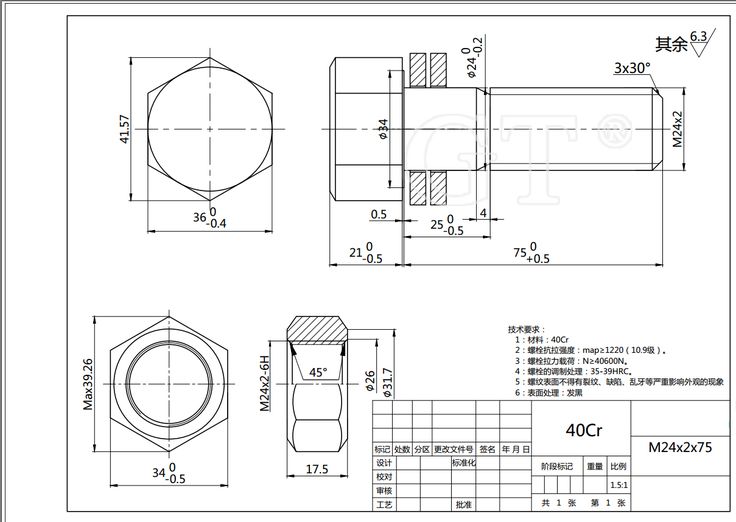 其余 6.3
3x30°
ϕ24 0 -0.2
ϕ34
M24x2
GT®
41.57
36 0 -0.4
0.5
4
25 0 -0.5
21 0 -0.5
75 0 +0.5
Max39.26
34 0 -0.5
M24x2-6H
45°
ϕ26
ϕ31.7
17.5
技术要求：
1：材料：40Cr
2：螺栓抗拉强度：map≥1220（10.9级）。
3：螺栓拉力载荷：N≥40600N。
4：螺栓的调制处理：35-39HRC。
5：螺纹表面不得有裂纹、缺陷、乱牙等严重影响外观的现象
6：表面处理：发黑
40Cr
M24x2x75
标记 处数 分区 更改文件号 签名 年 月 日
设计 标准化
阶段标记 重量 比例
校对
1.5:1
审核
工艺 批准
共 1 张 第 1 张